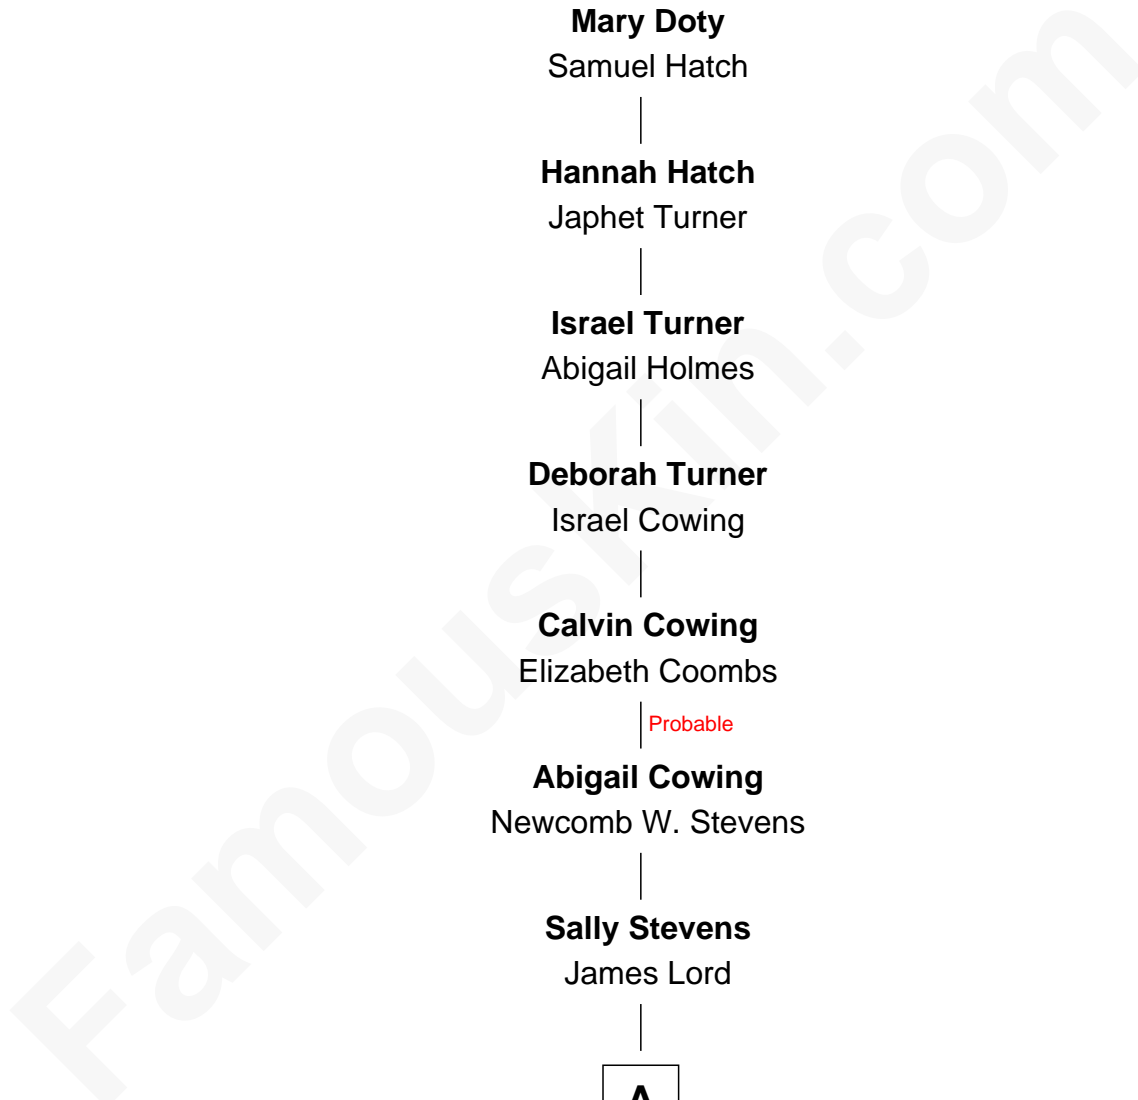 Mary Doty
Samuel Hatch
Hannah Hatch
Japhet Turner
Israel Turner
Abigail Holmes
Deborah Turner
Israel Cowing
Calvin Cowing
Elizabeth Coombs
Probable
Abigail Cowing
Newcomb W. Stevens
Sally Stevens
James Lord
A
FamousKin.com